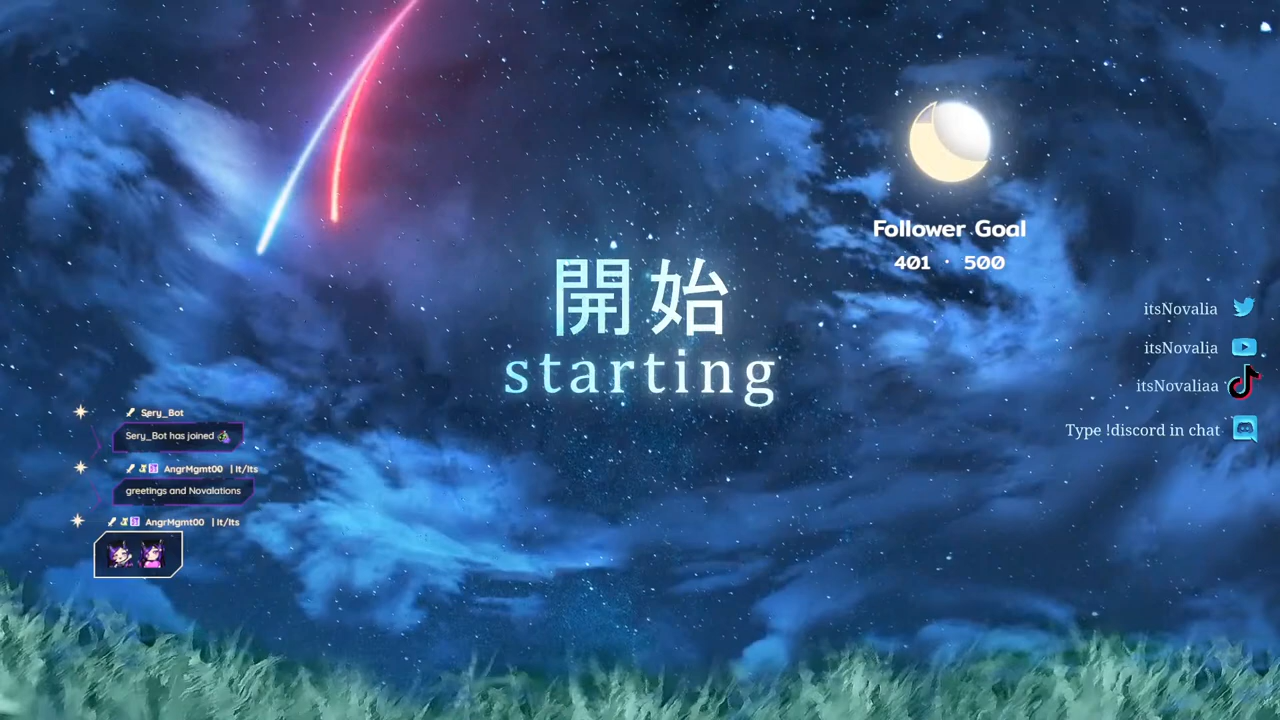 Follower Goal
401 · 500
開始
starting
itsNovalia
itsNovalia
itsNovaliaa
Type !discord in chat
Sery_Bot
Sery_Bot has joined
AngrMgmt00 | It/Its
greetings and Novalations
AngrMgmt00 | It/Its